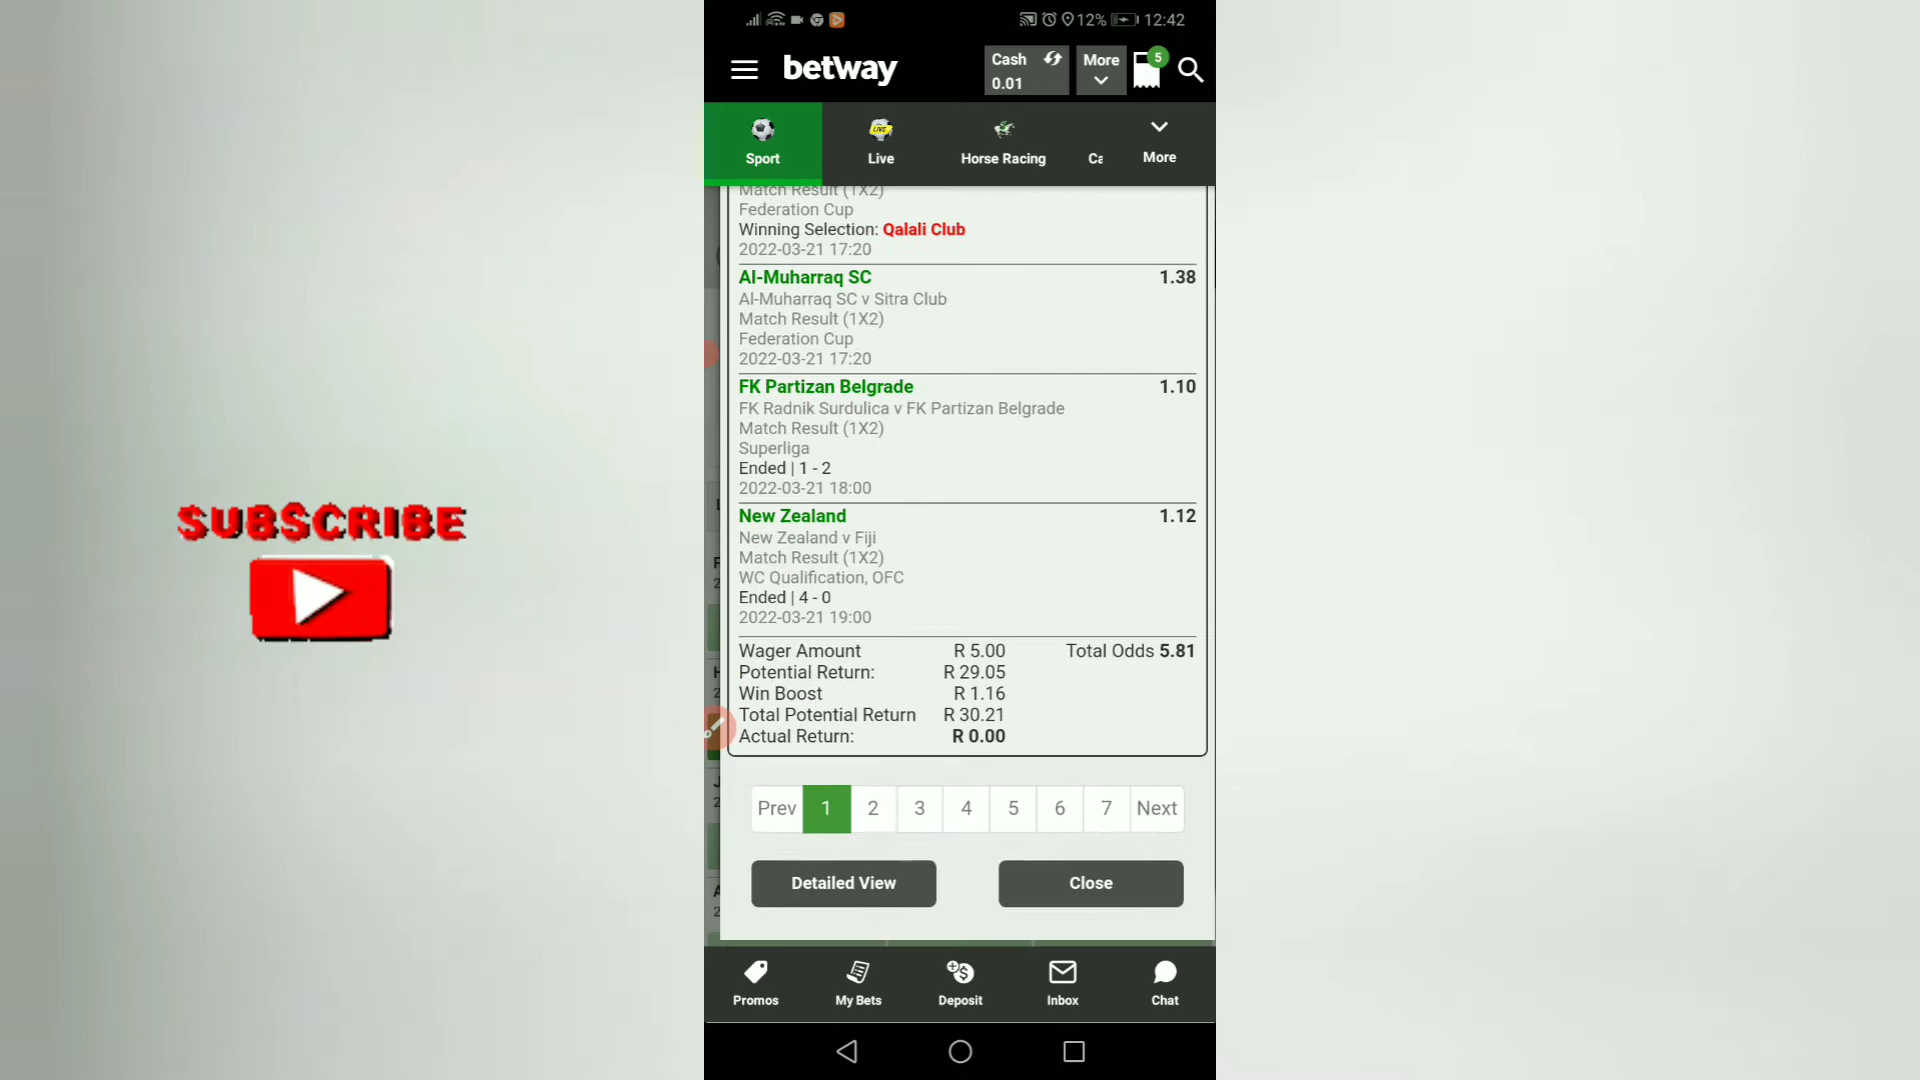 12% 12:42
betway
Cash
0.01
More
5
Sport
LIVE
Live
Horse Racing
Ca
More
Match Result (1X2)
Federation Cup
Winning Selection: Qalali Club
2022-03-21 17:20
Al-Muharraq SC 1.38
Al-Muharraq SC v Sitra Club
Match Result (1X2)
Federation Cup
2022-03-21 17:20
FK Partizan Belgrade 1.10
FK Radnik Surdulica v FK Partizan Belgrade
Match Result (1X2)
Superliga
Ended | 1 - 2
2022-03-21 18:00
New Zealand 1.12
New Zealand v Fiji
Match Result (1X2)
WC Qualification, OFC
Ended | 4 - 0
2022-03-21 19:00
Wager Amount R 5.00 Total Odds 5.81
Potential Return: R 29.05
Win Boost R 1.16
Total Potential Return R 30.21
Actual Return: R 0.00
Prev 1 2 3 4 5 6 7 Next
Detailed View Close
Promos My Bets Deposit Inbox Chat
SUBSCRIBE